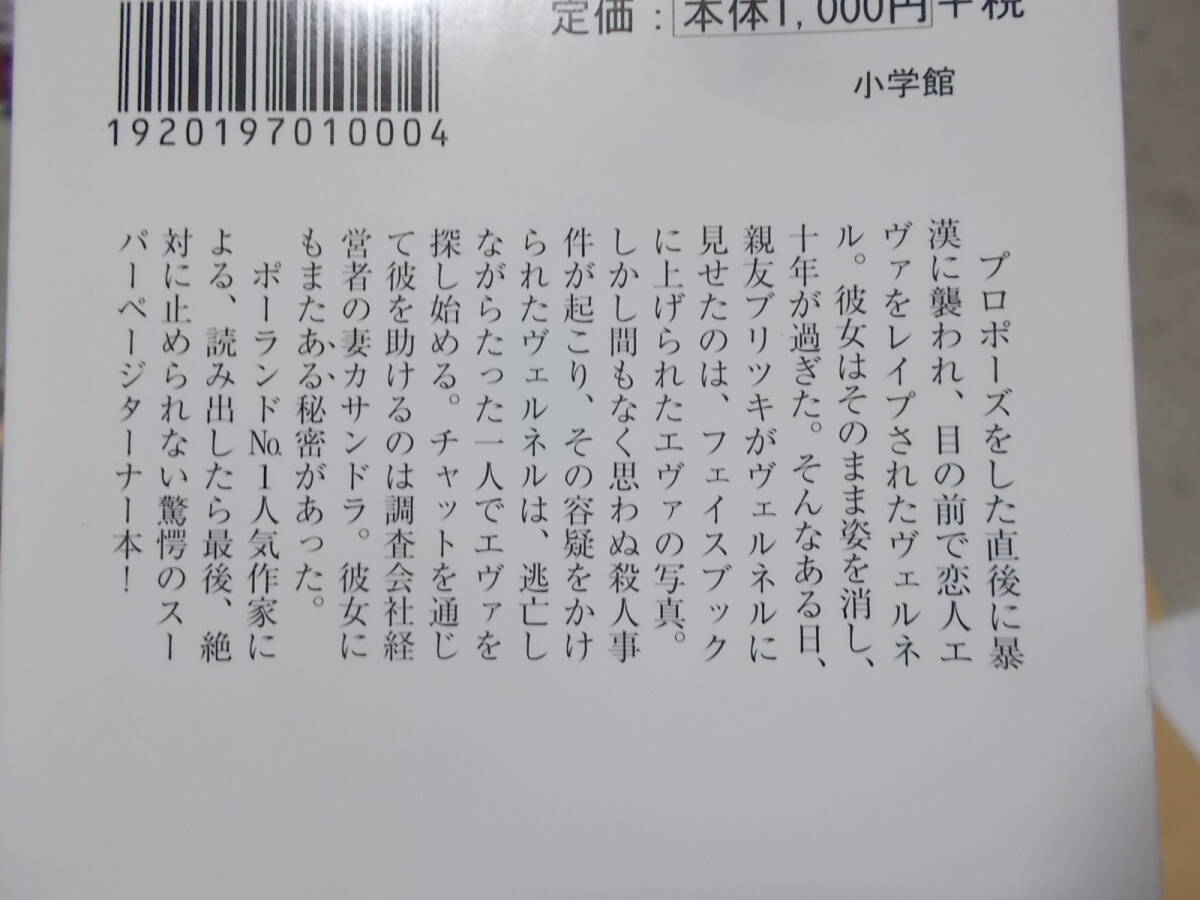 定価：本体1,000円+税
小学館
1920197010004
プロポーズをした直後に暴
漢に襲われ、目の前で恋人エ
ヴァをレイプされたヴェルネ
ル。彼女はそのまま姿を消し、
十年が過ぎた。そんなある日、
親友ブリツキがヴェルネルに
見せたのは、フェイスブック
に上げられたエヴァの写真。
しかし間もなく思わぬ殺人事
件が起こり、その容疑をかけ
られたヴェルネルは、逃亡し
ながらたった一人でエヴァを
探し始める。チャットを通じ
て彼を助けるのは調査会社経
営者の妻カサンドラ。彼女に
もまたある秘密があった。
ポーランドNo.1人気作家に
よる、読み出したら最後、絶
対に止められない驚愕のスー
パーページターナー本！